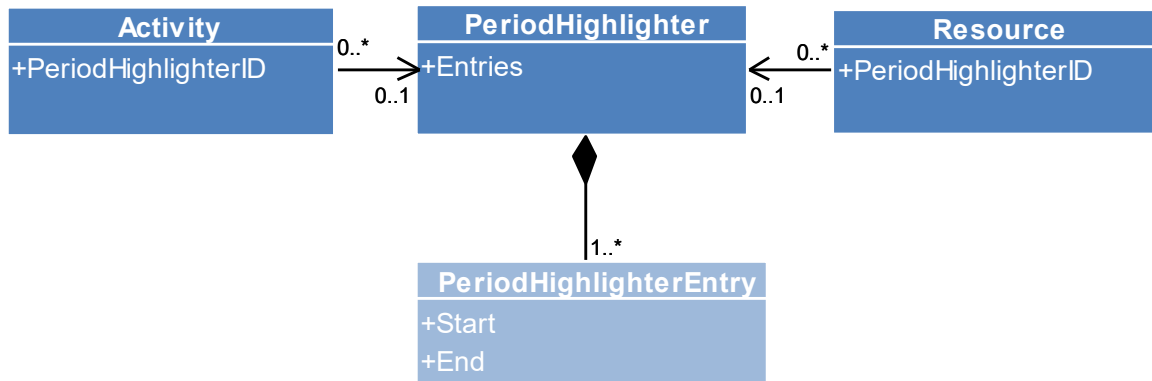 Activity
+PeriodHighlighterID
0..*
0..1
PeriodHighlighter
+Entries
0..*
0..1
Resource
+PeriodHighlighterID
1..*
PeriodHighlighterEntry
+Start
+End